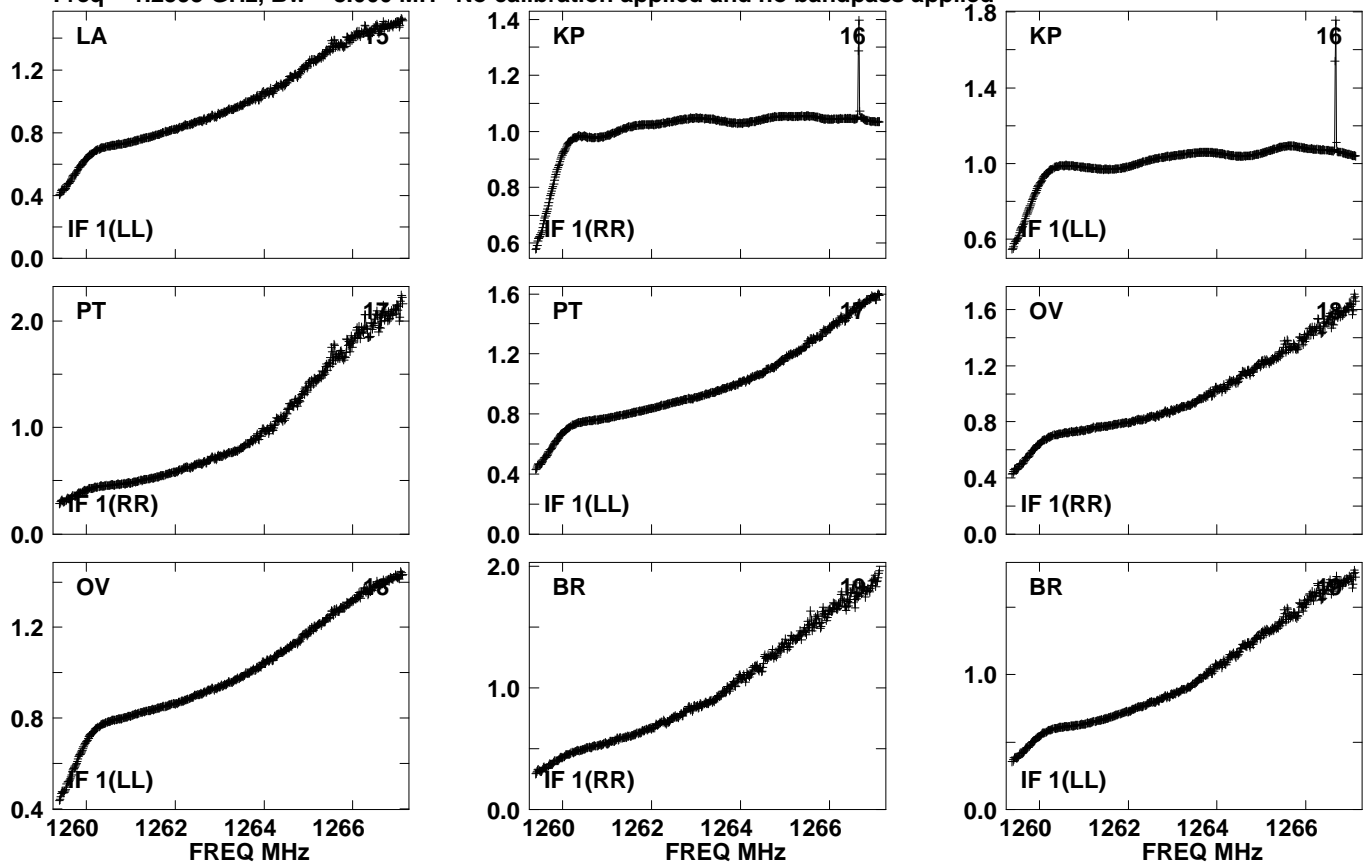 LA 15 KP 16 KP 16
1.2 0.8 0.4 0.0
1.4 1.2 1.0 0.8 0.6
1.8 1.4 1.0 0.6
IF 1(LL) IF 1(RR) IF 1(LL)
PT 17 PT 17 OV 18
2.0 1.0 0.0
1.6 1.2 0.8 0.4 0.0
1.6 1.2 0.8 0.4 0.0
IF 1(RR) IF 1(LL) IF 1(RR)
OV 18 BR 19 BR 19
1.2 0.8 0.4
2.0 1.0 0.0
1.0 0.0
IF 1(LL) IF 1(RR) IF 1(LL)
1260 1262 1264 1266 1260 1262 1264 1266 1260 1262 1264 1266
FREQ MHz FREQ MHz FREQ MHz